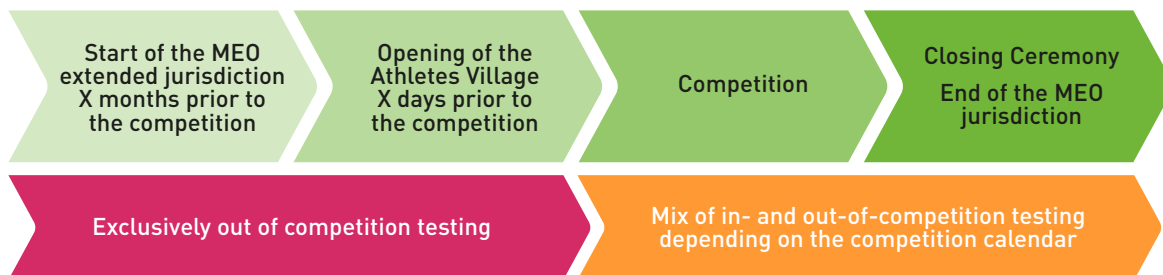 Start of the MEO
extended jurisdiction
X months prior to
the competition
Opening of the
Athletes Village
X days prior to
the competition
Competition
Closing Ceremony
End of the MEO
jurisdiction
Exclusively out of competition testing
Mix of in- and out-of-competition testing
depending on the competition calendar